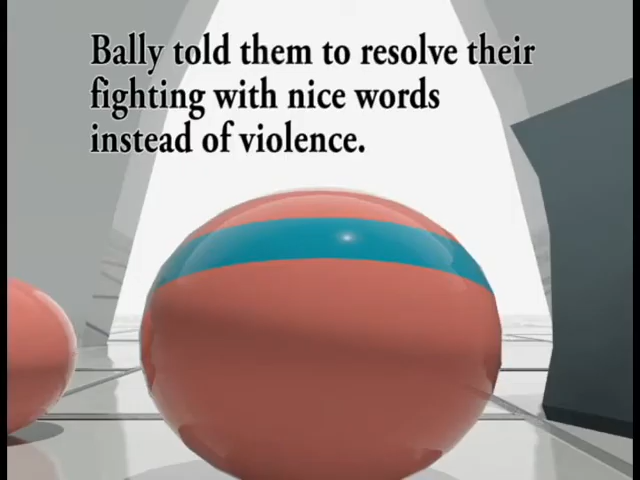 Bally told them to resolve their
fighting with nice words
instead of violence.